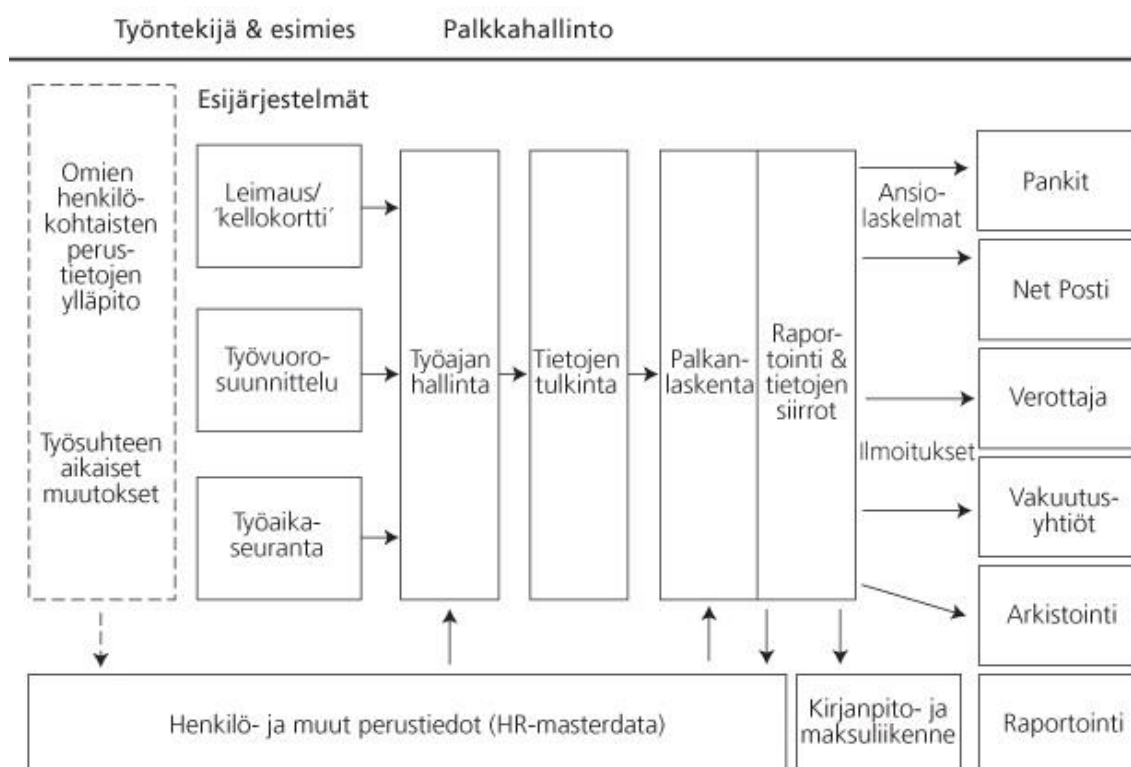 Työntekijä & esimies
Palkkahallinto
Esijärjestelmät
Omien
henkilö-
kohtaisten
perus-
tietojen
ylläpito
Työsuhteen
aikaiset
muutokset
Leimaus/
´kellokortti´
Työvuoro-
suunnittelu
Työaika-
seuranta
Työajan
hallinta
Tietojen
tulkinta
Palkan-
laskenta
Rapor-
tointi &
tietojen
siirrot
Ansio-
laskelmat
Ilmoitukset
Pankit
Net Posti
Verottaja
Vakuutus-
yhtiöt
Arkistointi
Raportointi
Henkilö- ja muut perustiedot (HR-masterdata)
Kirjanpito- ja
maksuliikenne